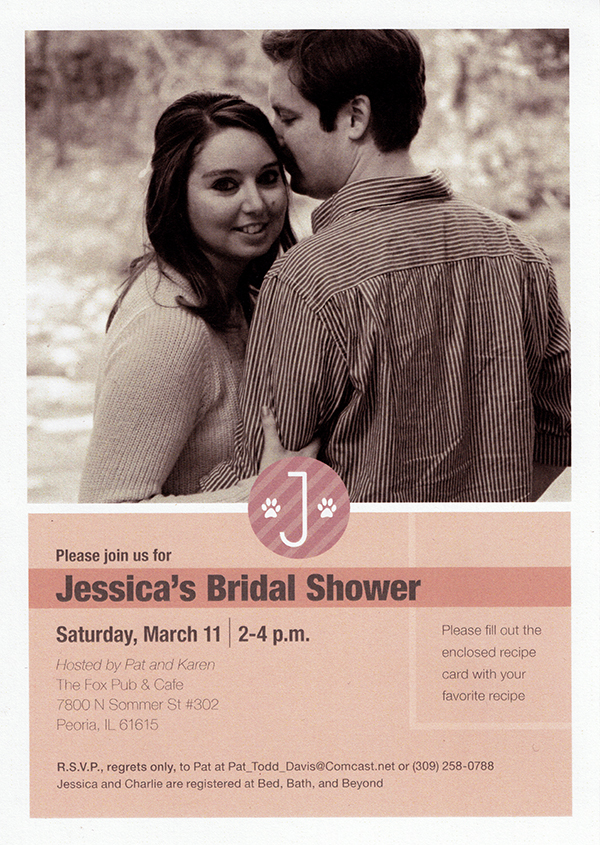 J
Please join us for
Jessica's Bridal Shower
Saturday, March 11 | 2-4 p.m.
Hosted by Pat and Karen
The Fox Pub & Cafe
7800 N Sommer St #302
Peoria, IL 61615
Please fill out the
enclosed recipe
card with your
favorite recipe
R.S.V.P., regrets only, to Pat at Pat_Todd_Davis@Comcast.net or (309) 258-0788
Jessica and Charlie are registered at Bed, Bath, and Beyond